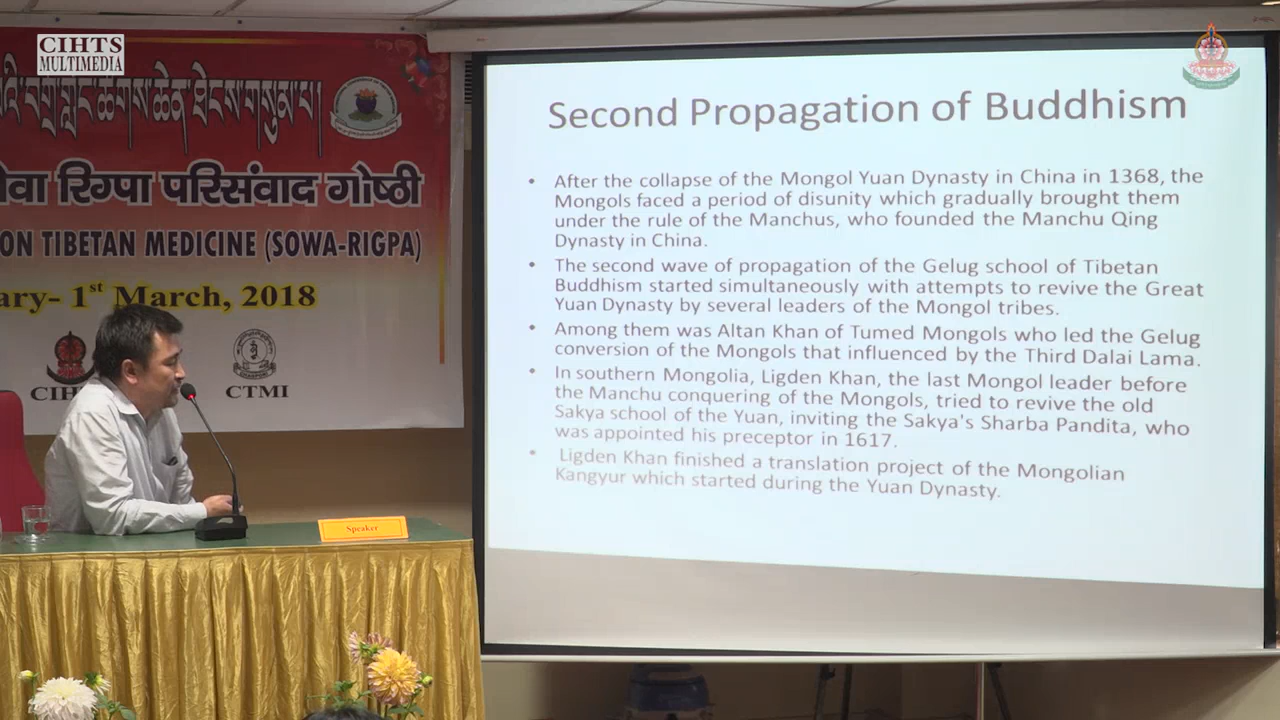 CIHTS
MULTIMEDIA
རིགས་ཆེན་ཐེངས་གསུམ་པ།
रिग्पा परिसंवाद गोष्ठी
ON TIBETAN MEDICINE (SOWA-RIGPA)
1st March, 2018
CTMI
Speaker
Second Propagation of Buddhism
• After the collapse of the Mongol Yuan Dynasty in China in 1368, the
Mongols faced a period of disunity which gradually brought them
under the rule of the Manchus, who founded the Manchu Qing
Dynasty in China.
• The second wave of propagation of the Gelug school of Tibetan
Buddhism started simultaneously with attempts to revive the Great
Yuan Dynasty by several leaders of the Mongol tribes.
• Among them was Altan Khan of Tumed Mongols who led the Gelug
conversion of the Mongols that influenced by the Third Dalai Lama.
• In southern Mongolia, Ligden Khan, the last Mongol leader before
the Manchu conquering of the Mongols, tried to revive the old
Sakya school of the Yuan, inviting the Sakya's Sharba Pandita, who
was appointed his preceptor in 1617.
• Ligden Khan finished a translation project of the Mongolian
Kangyur which started during the Yuan Dynasty.